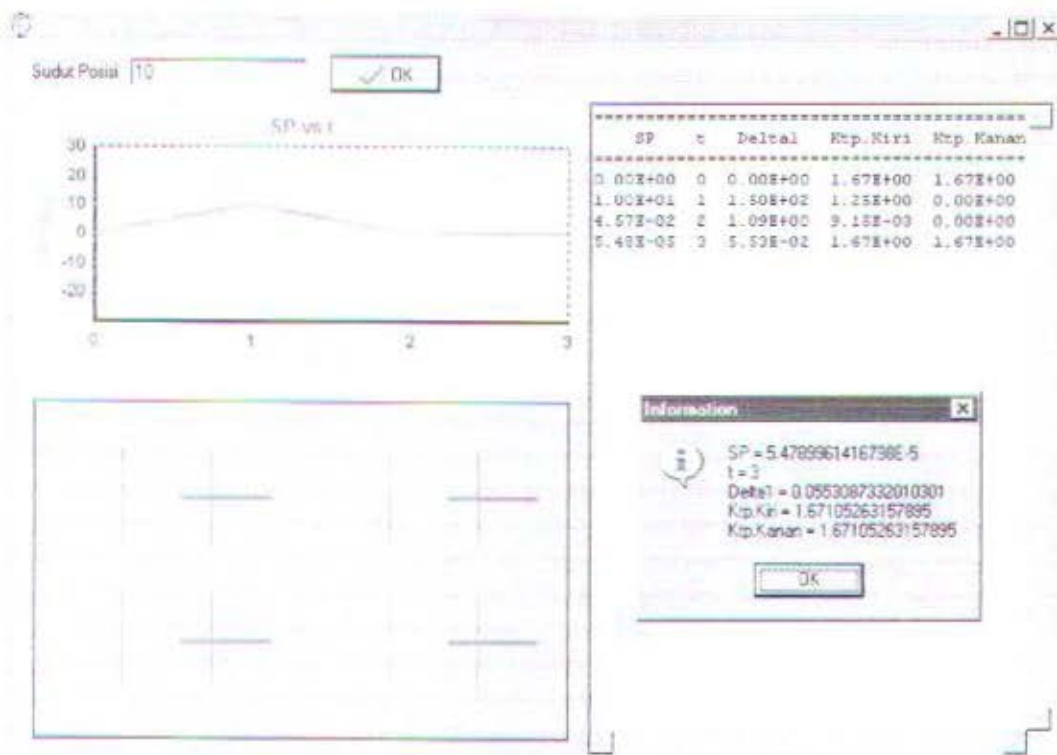 Sudut Posisi 10 OK
SP vs t
30
20
10
0
-10
-20
0 1 2 3
SP t Delta1 Ktp.Kiri Ktp.Kanan
0.00E+00 0 0.00E+00 1.67E+00 1.67E+00
1.00E+01 1 1.50E+02 1.25E+00 0.00E+00
4.57E-02 2 1.09E+00 9.15E-03 0.00E+00
5.48E-05 3 5.53E-02 1.67E+00 1.67E+00
Information
SP = 5.4789961416738E-5
t = 3
Delta1 = 0.0553087332010301
Ktp.Kiri = 1.67105263157895
Ktp.Kanan = 1.67105263157895
OK